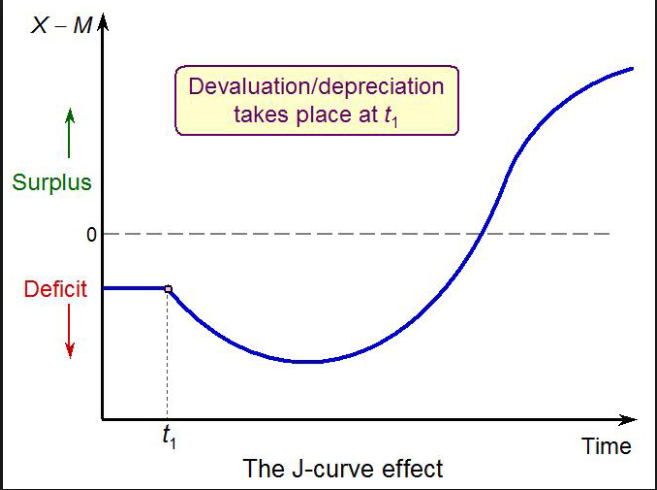 X – M
Devaluation/depreciation
takes place at t₁
Surplus
0
Deficit
t₁
Time
The J-curve effect